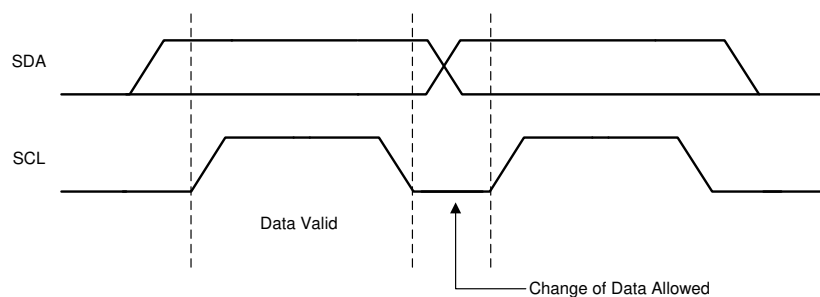 SDA
SCL
Data Valid
Change of Data Allowed